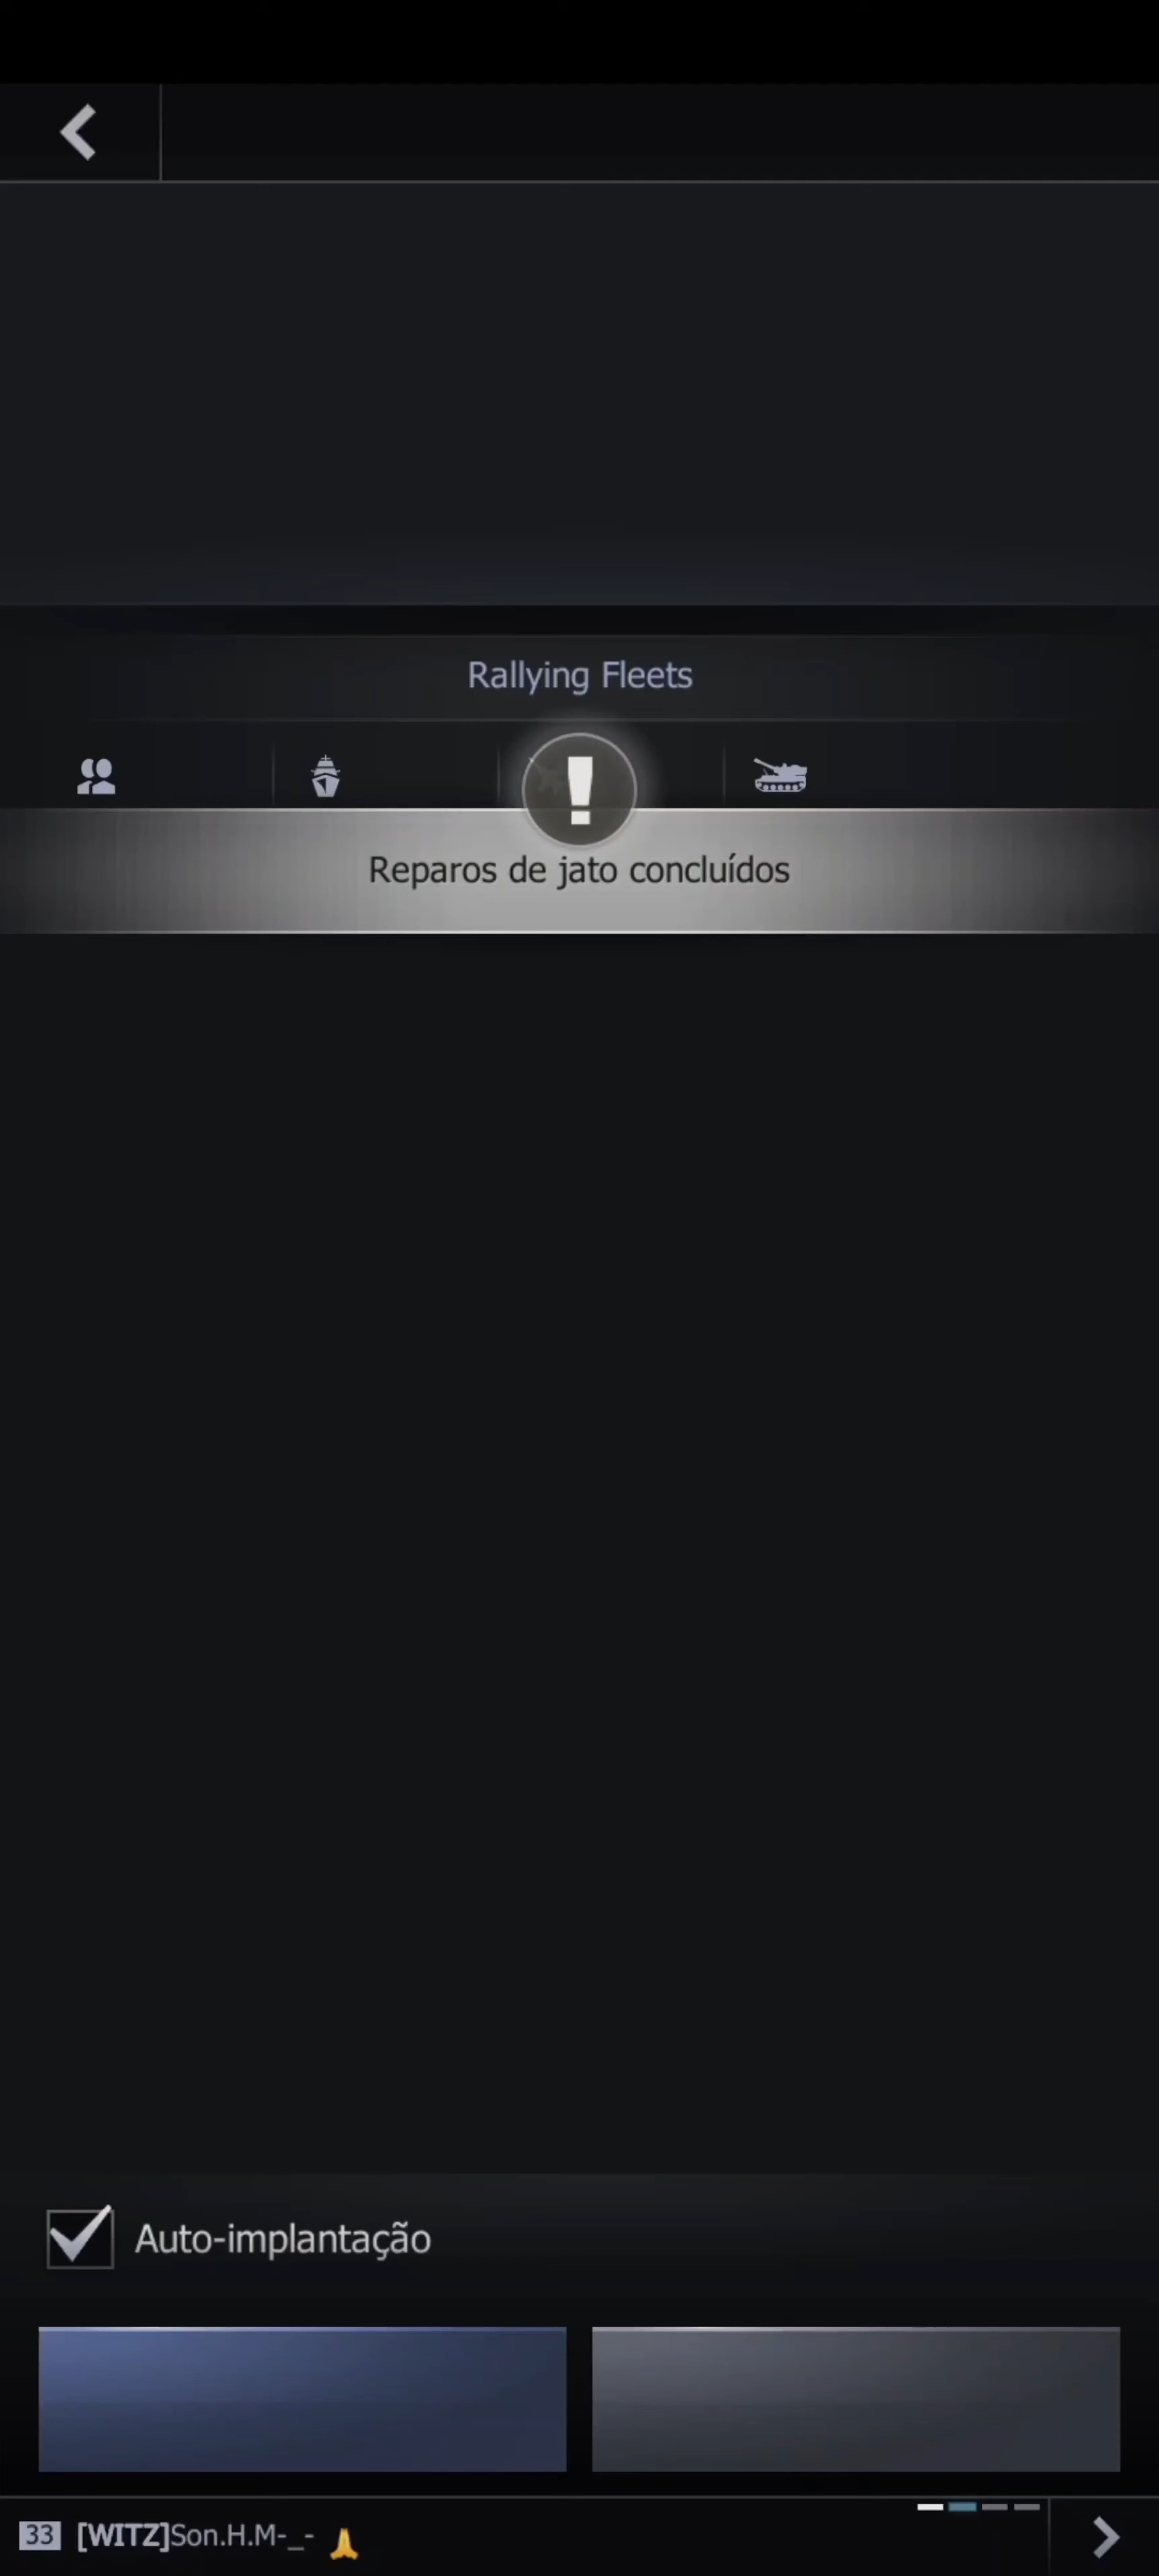 Rallying Fleets
Reparos de jato concluídos
Auto-implantação
33 [WITZ]Son.H.M-_- 🙏